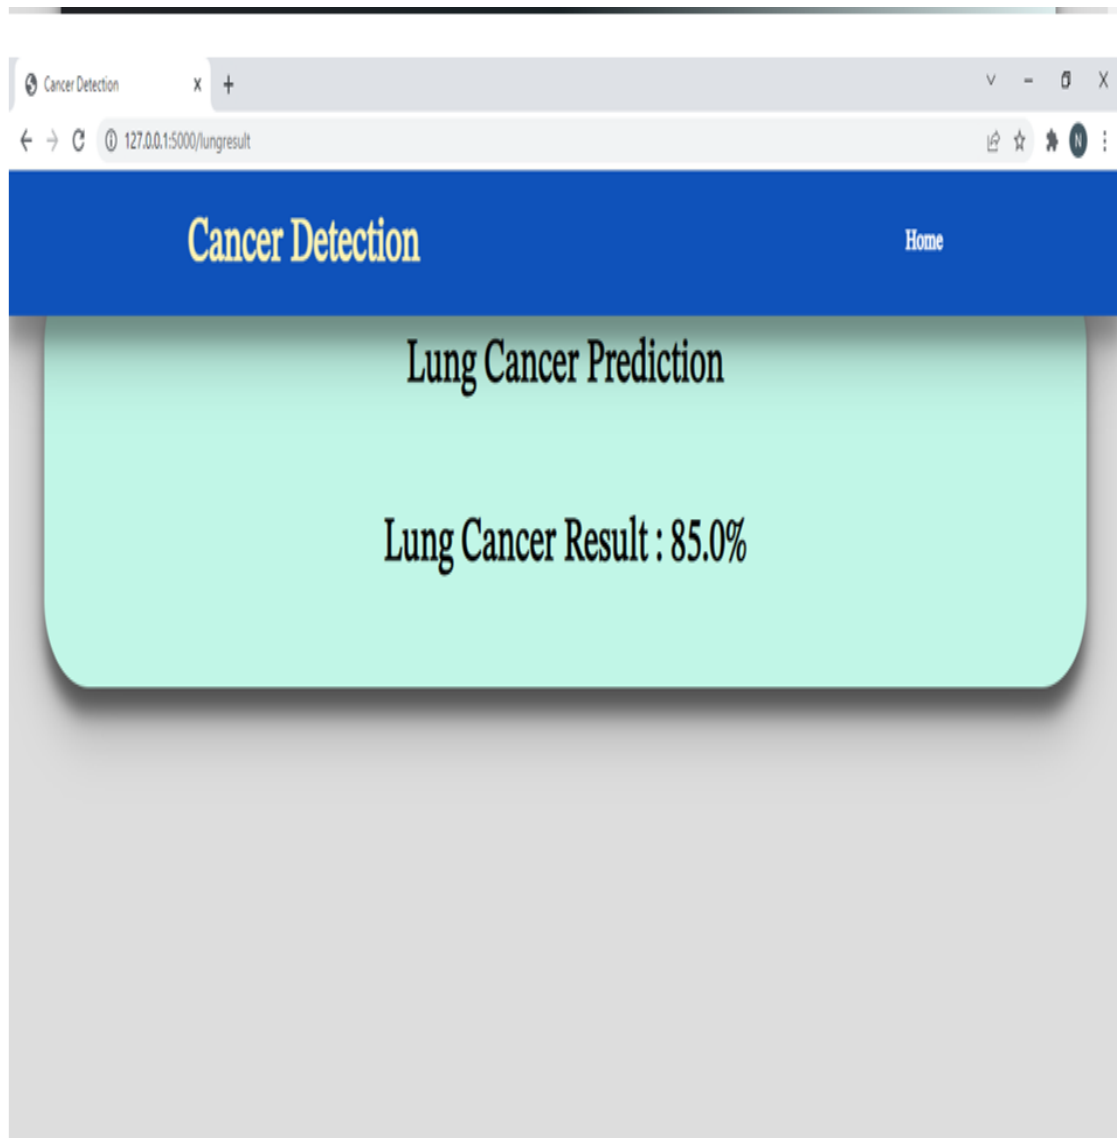 Cancer Detection
127.0.0.1:5000/lungresult
N
Cancer Detection
Home
Lung Cancer Prediction
Lung Cancer Result : 85.0%